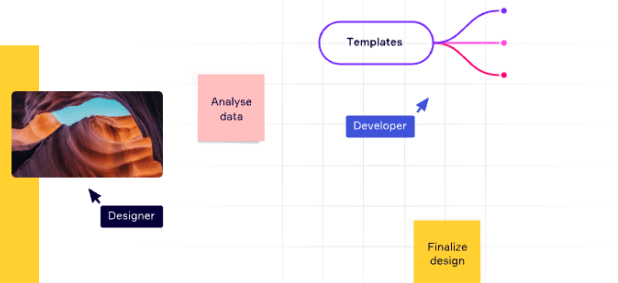 Templates
Analyse
data
Developer
Designer
Finalize
design